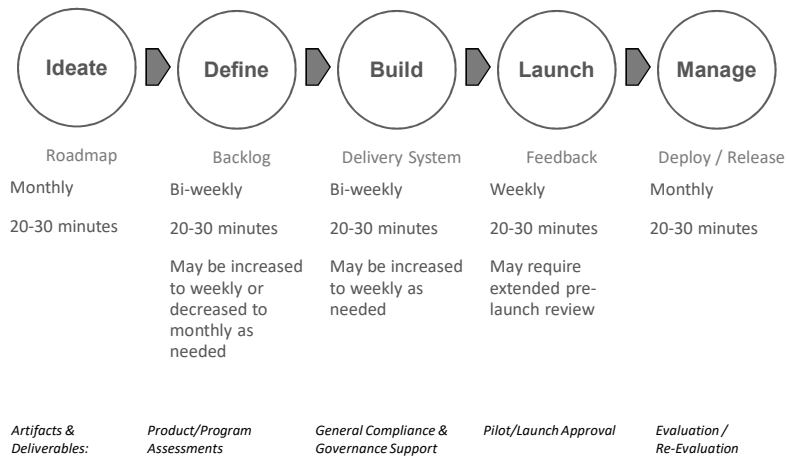 Ideate
Define
Build
Launch
Manage
Roadmap
Backlog
Delivery System
Feedback
Deploy / Release
Monthly
Bi-weekly
Bi-weekly
Weekly
Monthly
20-30 minutes
20-30 minutes
20-30 minutes
20-30 minutes
20-30 minutes
May be increased
to weekly or
decreased to
monthly as
needed
May be increased
to weekly as
needed
May require
extended pre-
launch review
Artifacts &
Deliverables:
Product/Program
Assessments
General Compliance &
Governance Support
Pilot/Launch Approval
Evaluation /
Re-Evaluation